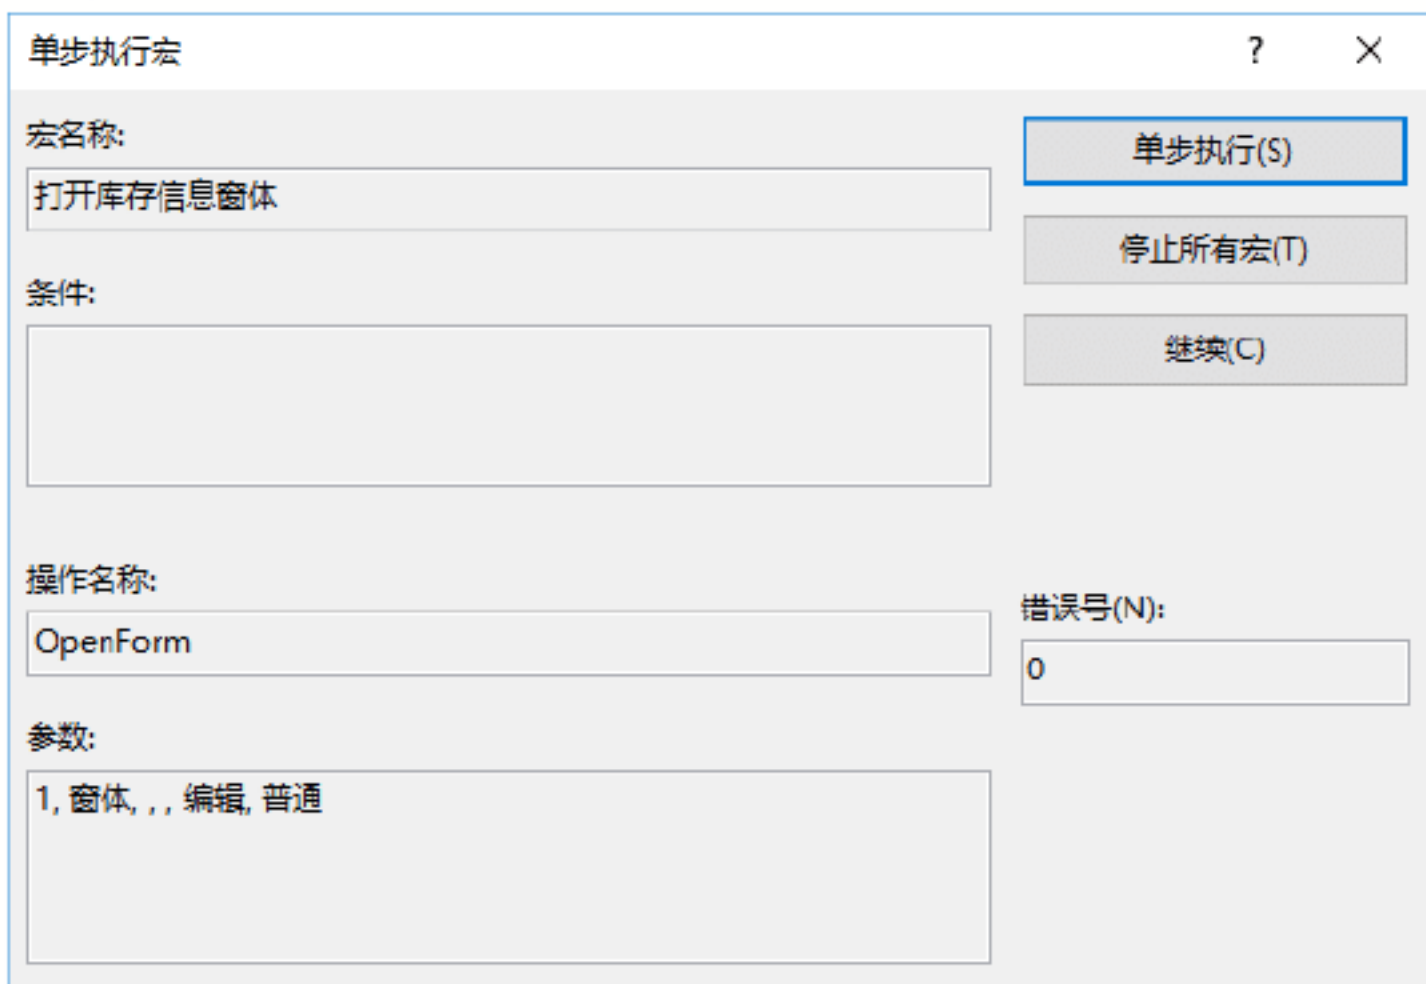 单步执行宏
?
宏名称:
打开库存信息窗体
单步执行(S)
停止所有宏(T)
继续(C)
条件:
操作名称:
OpenForm
错误号(N):
0
参数:
1, 窗体, , , 编辑, 普通